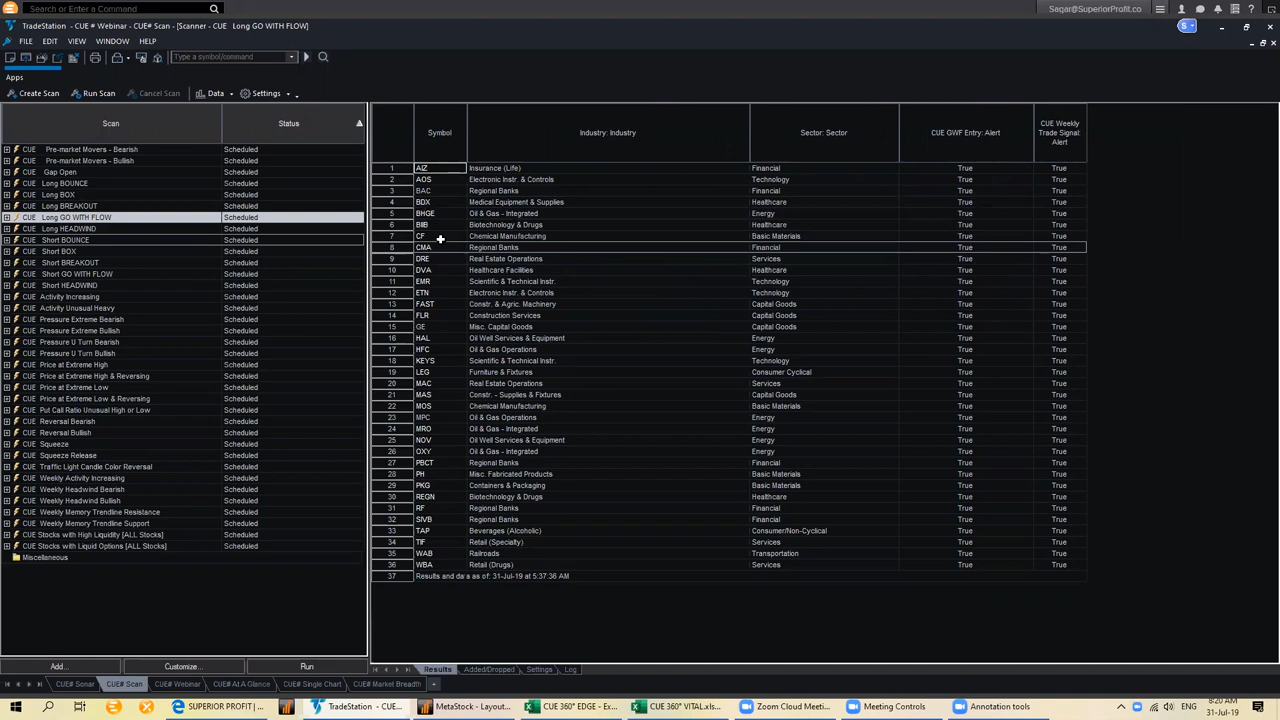 Search or Enter Command
Sagar@SuperiorProfit.co
TradeStation - CUE # Webinar - CUE# Scan - [Scanner - CUE Long GO WITH FLOW]
FILE EDIT VIEW WINDOW HELP
Type a symbol/command
Apps
Create Scan Run Scan Cancel Scan Data Settings
Scan Status
CUE Pre-market Movers - Bearish Scheduled
CUE Pre-market Movers - Bullish Scheduled
CUE Gap Open Scheduled
CUE Long BOUNCE Scheduled
CUE Long BOX Scheduled
CUE Long BREAKOUT Scheduled
CUE Long GO WITH FLOW Scheduled
CUE Long HEADWIND Scheduled
CUE Short BOUNCE Scheduled
CUE Short BOX Scheduled
CUE Short BREAKOUT Scheduled
CUE Short GO WITH FLOW Scheduled
CUE Short HEADWIND Scheduled
CUE Activity Increasing Scheduled
CUE Activity Unusual Heavy Scheduled
CUE Pressure Extreme Bearish Scheduled
CUE Pressure Extreme Bullish Scheduled
CUE Pressure U Turn Bearish Scheduled
CUE Pressure U Turn Bullish Scheduled
CUE Price at Extreme High Scheduled
CUE Price at Extreme High & Reversing Scheduled
CUE Price at Extreme Low Scheduled
CUE Price at Extreme Low & Reversing Scheduled
CUE Put Call Ratio Unusual High or Low Scheduled
CUE Reversal Bearish Scheduled
CUE Reversal Bullish Scheduled
CUE Squeeze Scheduled
CUE Squeeze Release Scheduled
CUE Traffic Light Candle Color Reversal Scheduled
CUE Weekly Activity Increasing Scheduled
CUE Weekly Headwind Bearish Scheduled
CUE Weekly Headwind Bullish Scheduled
CUE Weekly Memory Trendline Resistance Scheduled
CUE Weekly Memory Trendline Support Scheduled
CUE Stocks with High Liquidity [ALL Stocks] Scheduled
CUE Stocks with Liquid Options [ALL Stocks] Scheduled
Miscellaneous
Add... Customize... Run
Symbol Industry: Industry Sector: Sector CUE GWF Entry: Alert CUE Weekly Trade Signal: Alert
1 AIZ Insurance (Life) Financial True True
2 AOS Electronic Instr. & Controls Technology True True
3 BAC Regional Banks Financial True True
4 BDX Medical Equipment & Supplies Healthcare True True
5 BHGE Oil & Gas - Integrated Energy True True
6 BIIB Biotechnology & Drugs Healthcare True True
7 CF Chemical Manufacturing Basic Materials True True
8 CMA Regional Banks Financial True True
9 DRE Real Estate Operations Services True True
10 DVA Healthcare Facilities Healthcare True True
11 EMR Scientific & Technical Instr. Technology True True
12 ETN Electronic Instr. & Controls Technology True True
13 FAST Constr. & Agric. Machinery Capital Goods True True
14 FLR Construction Services Capital Goods True True
15 GE Misc. Capital Goods Capital Goods True True
16 HAL Oil Well Services & Equipment Energy True True
17 HFC Oil & Gas Operations Energy True True
18 KEYS Scientific & Technical Instr. Technology True True
19 LEG Furniture & Fixtures Consumer Cyclical True True
20 MAC Real Estate Operations Services True True
21 MAS Constr. - Supplies & Fixtures Capital Goods True True
22 MOS Chemical Manufacturing Basic Materials True True
23 MPC Oil & Gas Operations Energy True True
24 MRO Oil & Gas - Integrated Energy True True
25 NOV Oil Well Services & Equipment Energy True True
26 OXY Oil & Gas - Integrated Energy True True
27 PBCT Regional Banks Financial True True
28 PH Misc. Fabricated Products Basic Materials True True
29 PKG Containers & Packaging Basic Materials True True
30 REGN Biotechnology & Drugs Healthcare True True
31 RF Regional Banks Financial True True
32 SIVB Regional Banks Financial True True
33 TAP Beverages (Alcoholic) Consumer/Non-Cyclical True True
34 TIF Retail (Specialty) Services True True
35 WAB Railroads Transportation True True
36 WBA Retail (Drugs) Services True True
37 Results and data as of: 31-Jul-19 at 5:37:36 AM
Results Added/Dropped Settings Log
CUE# Sonar CUE# Scan CUE# Webinar CUE# At A Glance CUE# Single Chart CUE# Market Breadth +
SUPERIOR PROFIT |... TradeStation - CUE... MetaStock - Layout... CUE 360° EDGE - Ex... CUE 360° VITAL.xls... Zoom Cloud Meeti... Meeting Controls Annotation tools
ENG
8:20 AM
31-Jul-19